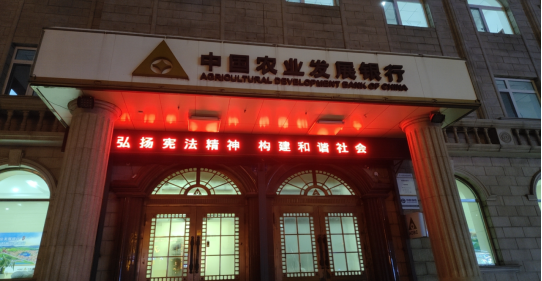 中国农业发展银行
AGRICULTURAL DEVELOPMENT BANK OF CHINA
弘扬宪法精神 构建和谐社会